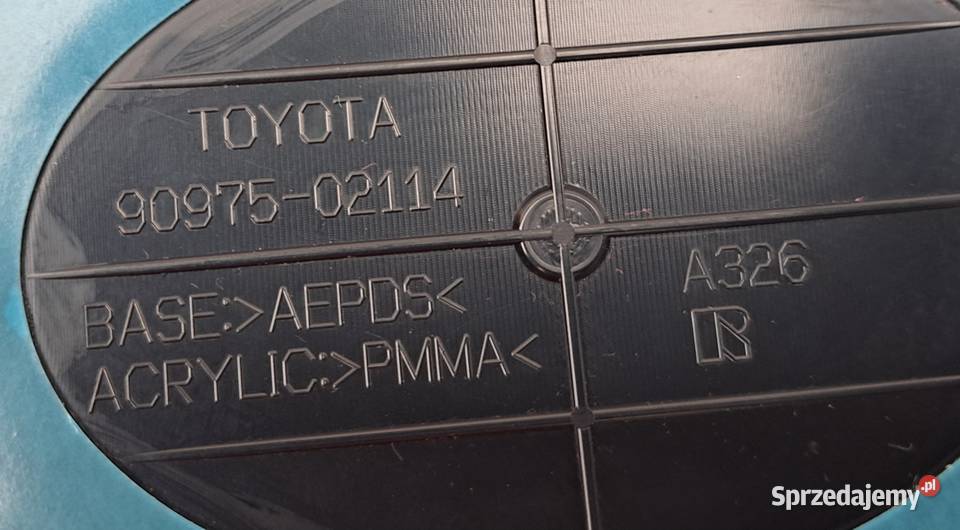 TOYOTA
90975-02114
BASE:>AEPDS<
ACRYLIC:>PMMA<
A326
R
Sprzedajemy.pl